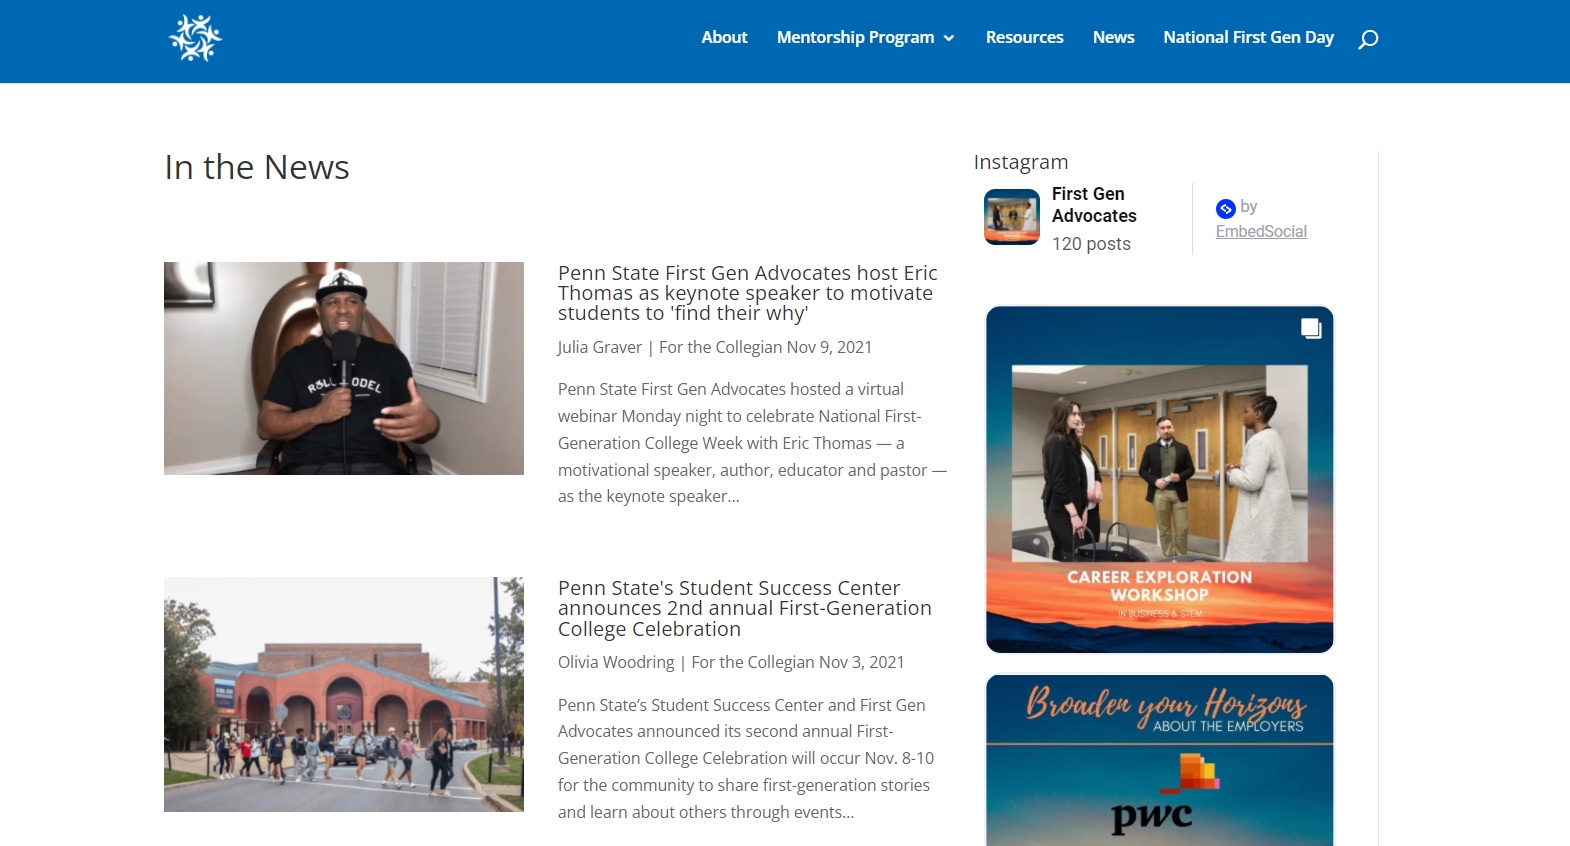 About
Mentorship Program
Resources
News
National First Gen Day
In the News
Penn State First Gen Advocates host Eric
Thomas as keynote speaker to motivate
students to 'find their why'
Julia Graver | For the Collegian Nov 9, 2021
Penn State First Gen Advocates hosted a virtual
webinar Monday night to celebrate National First-
Generation College Week with Eric Thomas — a
motivational speaker, author, educator and pastor —
as the keynote speaker...
Penn State's Student Success Center
announces 2nd annual First-Generation
College Celebration
Olivia Woodring | For the Collegian Nov 3, 2021
Penn State’s Student Success Center and First Gen
Advocates announced its second annual First-
Generation College Celebration will occur Nov. 8-10
for the community to share first-generation stories
and learn about others through events...
Instagram
First Gen
Advocates
120 posts
by
EmbedSocial
CAREER EXPLORATION
WORKSHOP
IN BUSINESS & STEM
Broaden your Horizons
ABOUT THE EMPLOYERS
pwc